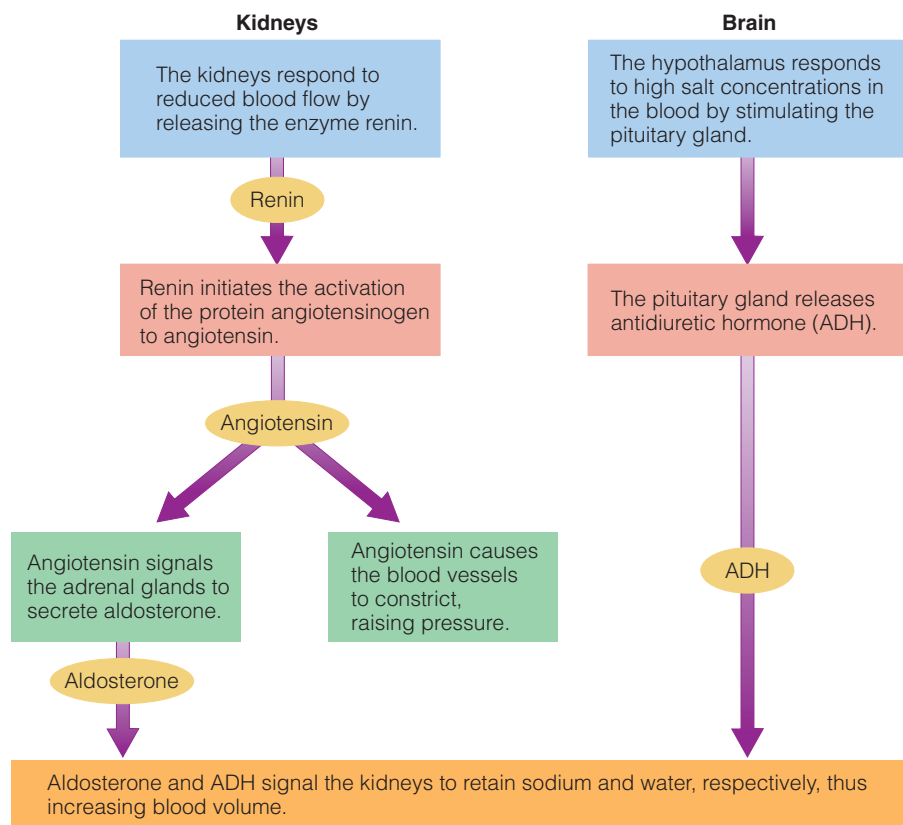 Kidneys
The kidneys respond to
reduced blood flow by
releasing the enzyme renin.
Renin
Renin initiates the activation
of the protein angiotensinogen
to angiotensin.
Angiotensin
Angiotensin signals
the adrenal glands to
secrete aldosterone.
Angiotensin causes
the blood vessels
to constrict,
raising pressure.
Aldosterone
Brain
The hypothalamus responds
to high salt concentrations in
the blood by stimulating the
pituitary gland.
The pituitary gland releases
antidiuretic hormone (ADH).
ADH
Aldosterone and ADH signal the kidneys to retain sodium and water, respectively, thus
increasing blood volume.